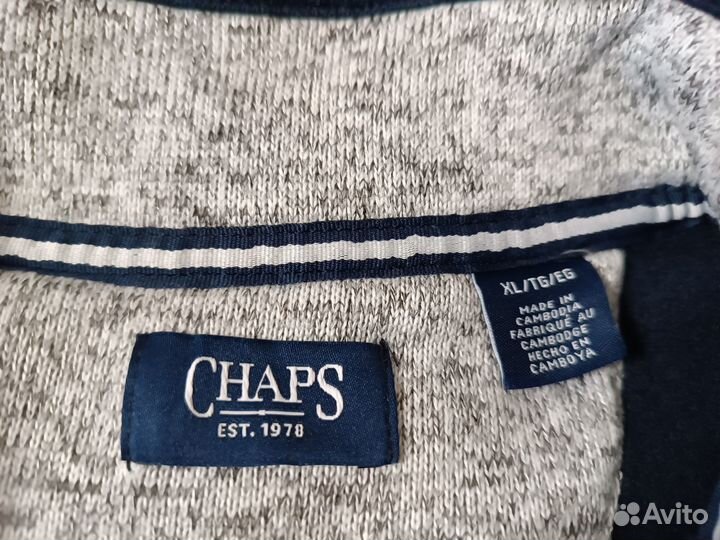 XL/TG/EG
MADE IN
CAMBODIA
FABRIQUÉ AU
CAMBODGE
HECHO EN
CAMBOYA
CHAPS
EST. 1978
Avito